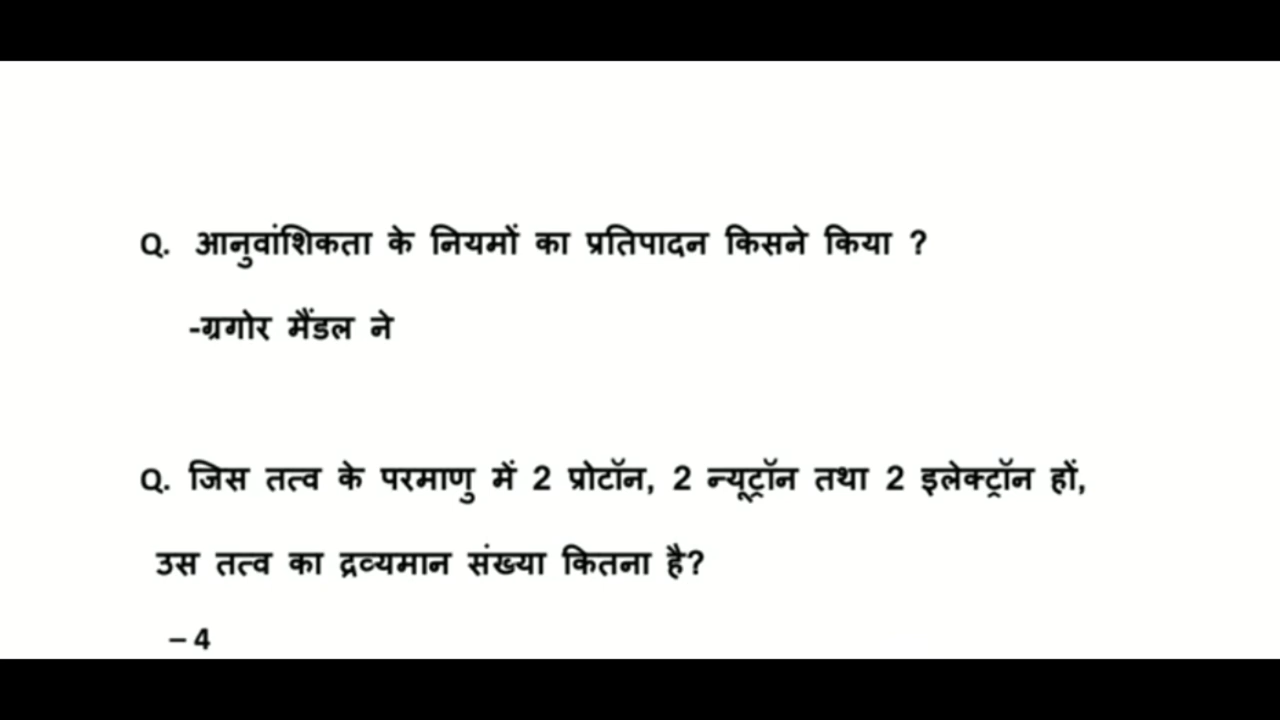 Q. आनुवांशिकता के नियमों का प्रतिपादन किसने किया ?
-ग्रगोर मैंडल ने
Q. जिस तत्व के परमाणु में 2 प्रोटॉन, 2 न्यूट्रॉन तथा 2 इलेक्ट्रॉन हों,
उस तत्व का द्रव्यमान संख्या कितना है?
– 4